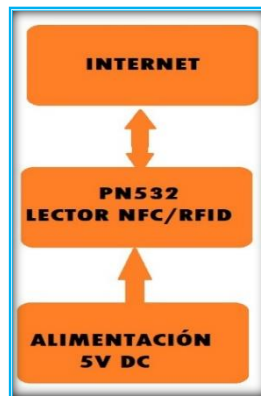 INTERNET
PN532
LECTOR NFC/RFID
ALIMENTACIÓN
5V DC